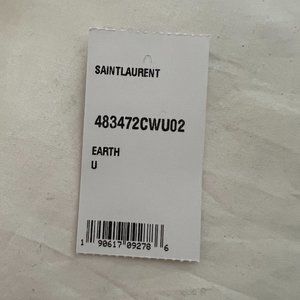 SAINTLAURENT
483472CWU02
EARTH
U
1 90617 09278 6